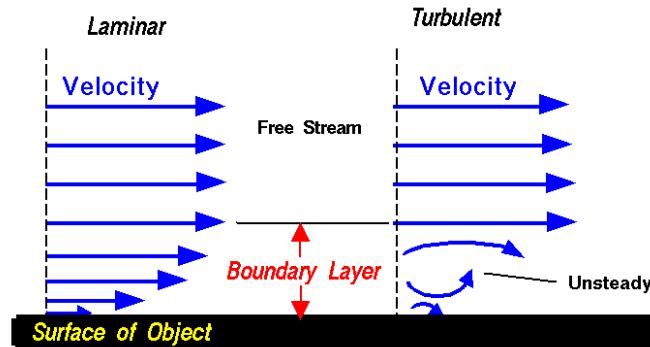 Laminar
Turbulent
Velocity
Velocity
Free Stream
Boundary Layer
Unsteady
Surface of Object